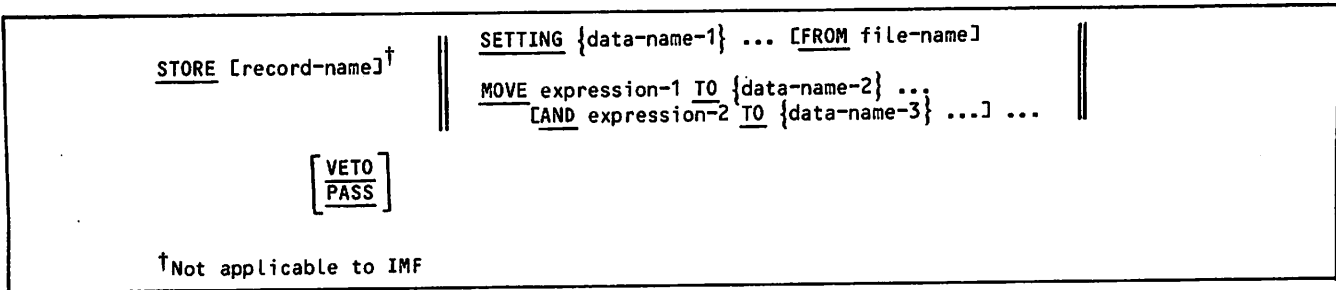 SETTING {data-name-1} ... [FROM file-name]
STORE [record-name]†
MOVE expression-1 TO {data-name-2} ...
[AND expression-2 TO {data-name-3} ...] ...
[VETO
PASS]
†Not applicable to IMF